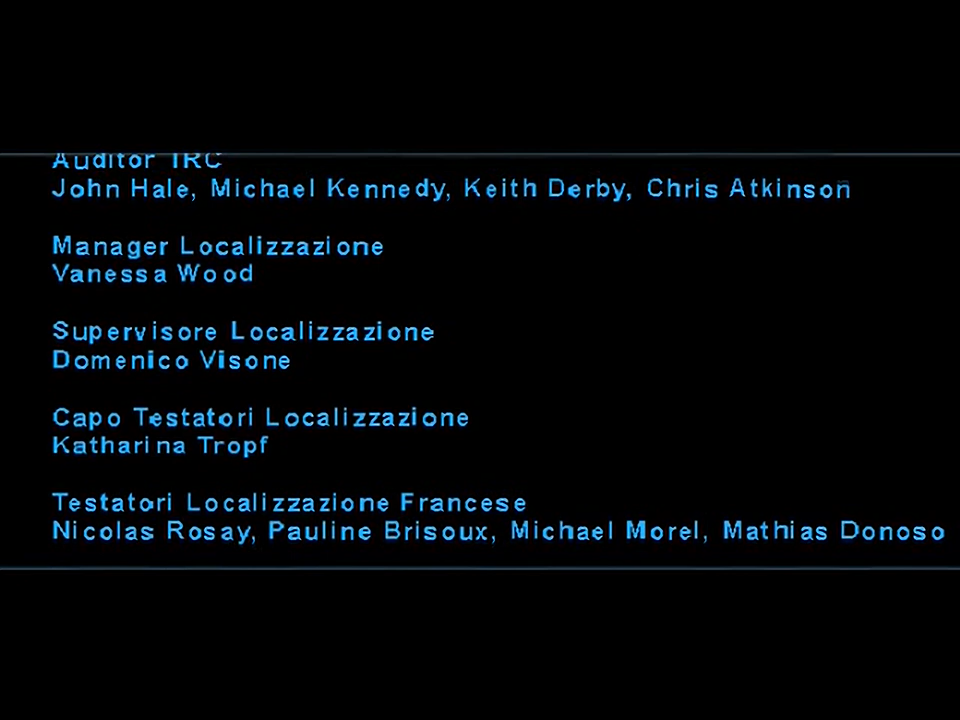 Auditor TRC
John Hale, Michael Kennedy, Keith Derby, Chris Atkinson
Manager Localizzazione
Vanessa Wood
Supervisore Localizzazione
Domenico Visone
Capo Testatori Localizzazione
Katharina Tropf
Testatori Localizzazione Francese
Nicolas Rosay, Pauline Brisoux, Michael Morel, Mathias Donoso